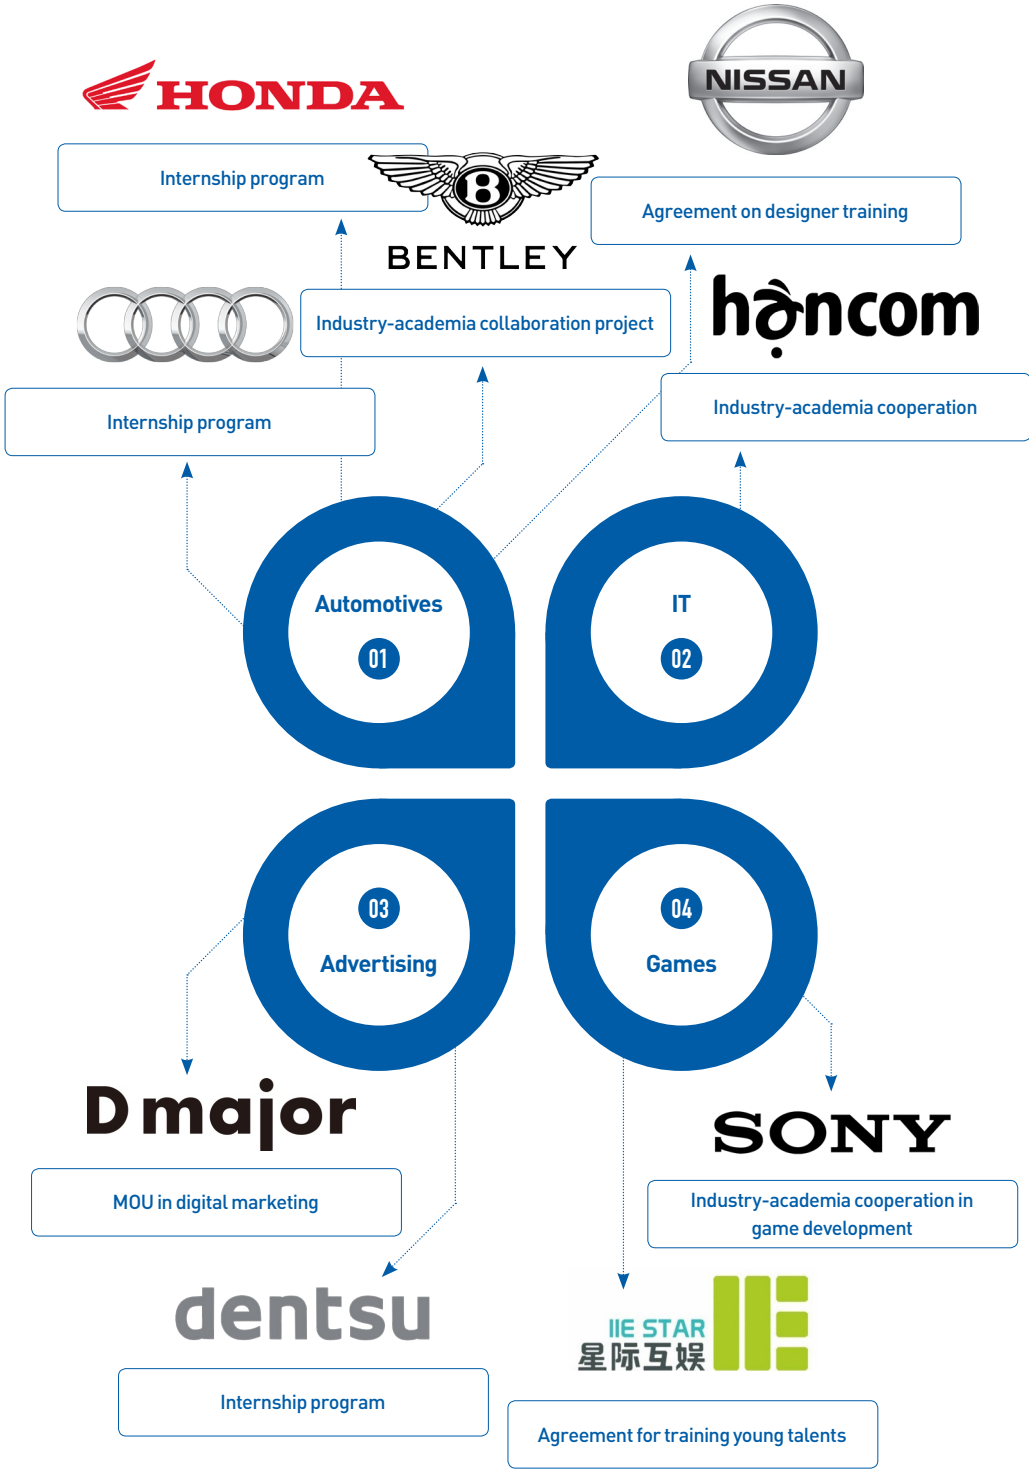 HONDA
NISSAN
Internship program
B
BENTLEY
Agreement on designer training
hancom
Industry-academia collaboration project
Internship program
Industry-academia cooperation
Automotives
01
IT
02
03
Advertising
04
Games
D major
SONY
MOU in digital marketing
Industry-academia cooperation in
game development
dentsu
IIE STAR
星际互娱
Internship program
Agreement for training young talents